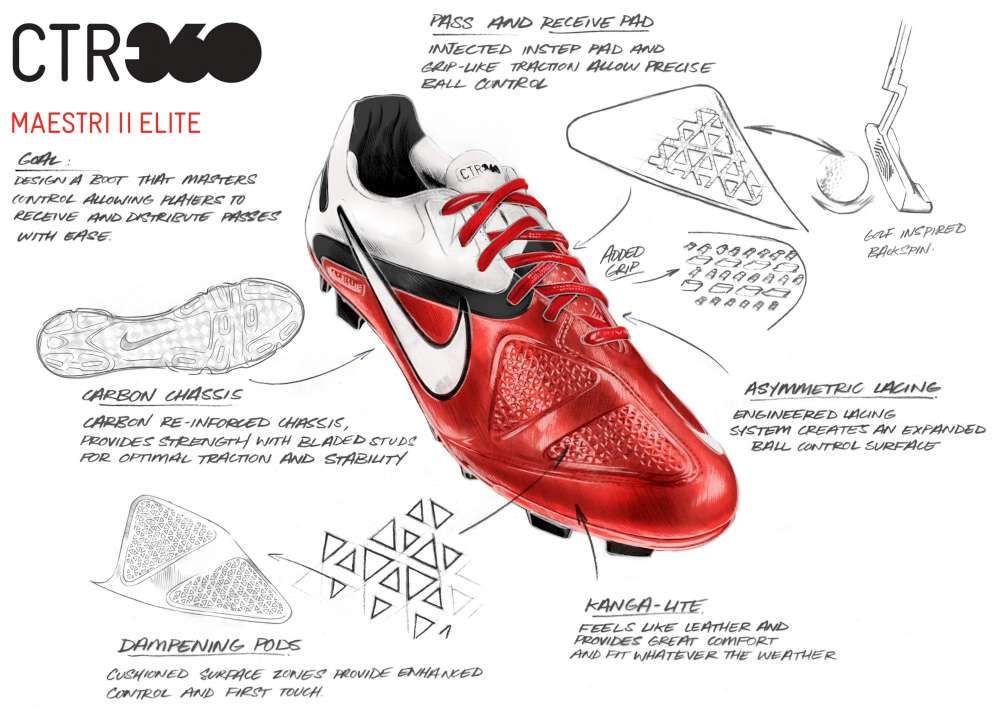 CTR360
MAESTRI II ELITE
GOAL:
DESIGN A BOOT THAT MASTERS
CONTROL ALLOWING PLAYERS TO
RECEIVE AND DISTRIBUTE PASSES
WITH EASE.
PASS AND RECEIVE PAD
INJECTED INSTEP PAD AND
GRIP-LIKE TRACTION ALLOW PRECISE
BALL CONTROL
CTR360
GOLF INSPIRED
BACKSPIN.
ADDED
GRIP
ASYMMETRIC LACING
ENGINEERED LACING
SYSTEM CREATES AN EXPANDED
BALL CONTROL SURFACE
CARBON CHASSIS
CARBON RE-INFORCED CHASSIS,
PROVIDES STRENGTH WITH BLADED STUDS
FOR OPTIMAL TRACTION AND STABILITY
KANGA-LITE
FEELS LIKE LEATHER AND
PROVIDES GREAT COMFORT
AND FIT WHATEVER THE WEATHER
DAMPENING PODS
CUSHIONED SURFACE ZONES PROVIDE ENHANCED
CONTROL AND FIRST TOUCH.